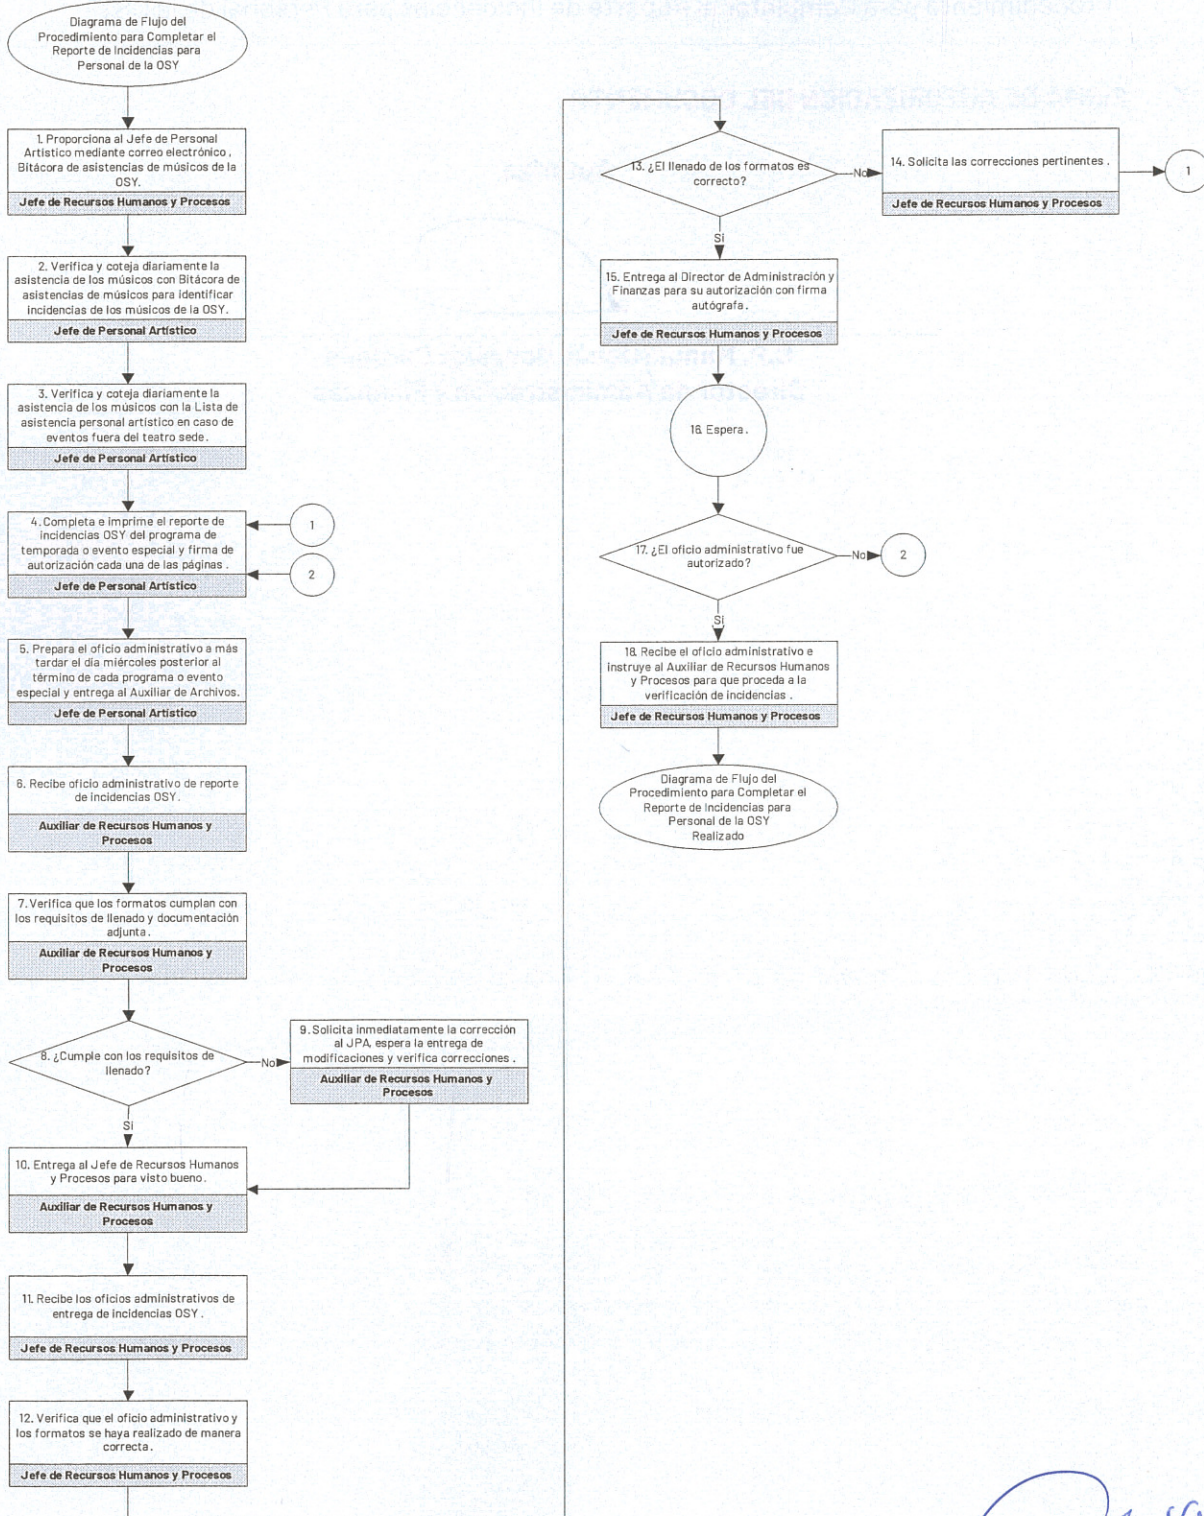 Diagrama de Flujo del
Procedimiento para Completar el
Reporte de Incidencias para
Personal de la OSY
1. Proporciona al Jefe de Personal
Artístico mediante correo electrónico ,
Bitácora de asistencias de músicos de la
OSY.
Jefe de Recursos Humanos y Procesos
2. Verifica y coteja diariamente la
asistencia de los músicos con Bitácora de
asistencias de músicos para identificar
incidencias de los músicos de la OSY.
Jefe de Personal Artístico
3. Verifica y coteja diariamente la
asistencia de los músicos con la Lista de
asistencia personal artístico en caso de
eventos fuera del teatro sede.
Jefe de Personal Artístico
4. Completa e imprime el reporte de
incidencias OSY del programa de
temporada o evento especial y firma de
autorización cada una de las páginas .
Jefe de Personal Artístico
1
2
5. Prepara el oficio administrativo a más
tardar el día miércoles posterior al
término de cada programa o evento
especial y entrega al Auxiliar de Archivos.
Jefe de Personal Artístico
6. Recibe oficio administrativo de reporte
de incidencias OSY.
Auxiliar de Recursos Humanos y
Procesos
7. Verifica que los formatos cumplan con
los requisitos de llenado y documentación
adjunta .
Auxiliar de Recursos Humanos y
Procesos
8. ¿Cumple con los requisitos de
llenado?
No
9. Solicita inmediatamente la corrección
al JPA, espera la entrega de
modificaciones y verifica correcciones .
Auxiliar de Recursos Humanos y
Procesos
Sí
10. Entrega al Jefe de Recursos Humanos
y Procesos para visto bueno.
Auxiliar de Recursos Humanos y
Procesos
11. Recibe los oficios administrativos de
entrega de incidencias OSY .
Jefe de Recursos Humanos y Procesos
12. Verifica que el oficio administrativo y
los formatos se haya realizado de manera
correcta .
Jefe de Recursos Humanos y Procesos
13. ¿El llenado de los formatos es
correcto?
No
14. Solicita las correcciones pertinentes .
Jefe de Recursos Humanos y Procesos
1
Sí
15. Entrega al Director de Administración y
Finanzas para su autorización con firma
autógrafa .
Jefe de Recursos Humanos y Procesos
16. Espera .
17. ¿El oficio administrativo fue
autorizado?
No
2
Sí
18. Recibe el oficio administrativo e
instruye al Auxiliar de Recursos Humanos
y Procesos para que proceda a la
verificación de incidencias .
Jefe de Recursos Humanos y Procesos
Diagrama de Flujo del
Procedimiento para Completar el
Reporte de Incidencias para
Personal de la OSY
Realizado